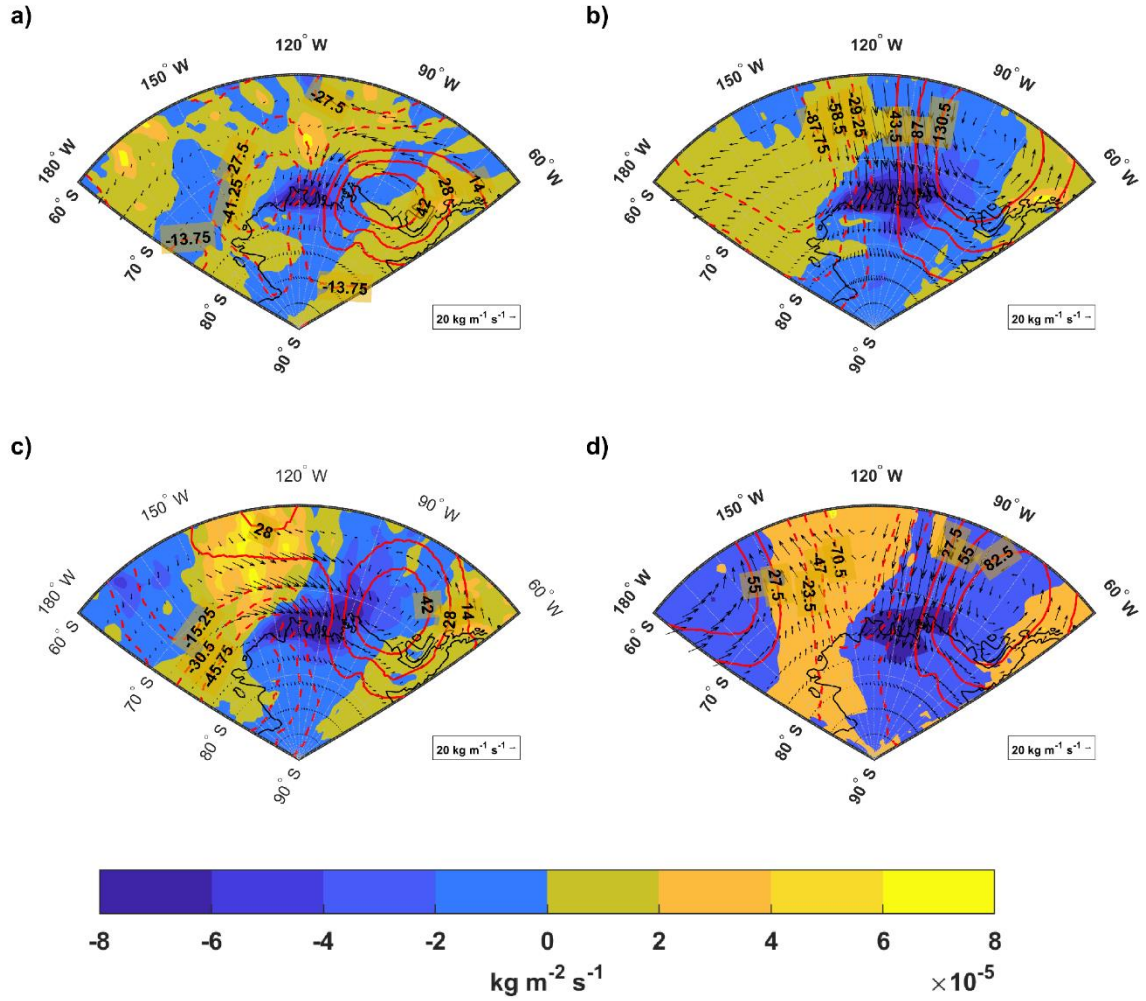 a)
120° W
150° W
90° W
180° W
60° W
60° S
70° S
80° S
90° S
-27.5
-27.5
-41.25
-13.75
-13.75
42
28
14
20 kg m⁻¹ s⁻¹
b)
120° W
150° W
90° W
180° W
60° W
60° S
70° S
80° S
90° S
-87.75
-58.5
-29.25
43.5
87
130.5
20 kg m⁻¹ s⁻¹
c)
120° W
150° W
90° W
180° W
60° W
60° S
70° S
80° S
90° S
28
-15.25
-30.5
-45.75
42
28
14
20 kg m⁻¹ s⁻¹
d)
120° W
150° W
90° W
180° W
60° W
60° S
70° S
80° S
90° S
55
27.5
-23.5
47
-70.5
27.5
55
82.5
20 kg m⁻¹ s⁻¹
-8 -6 -4 -2 0 2 4 6 8
kg m⁻² s⁻¹ ×10⁻⁵